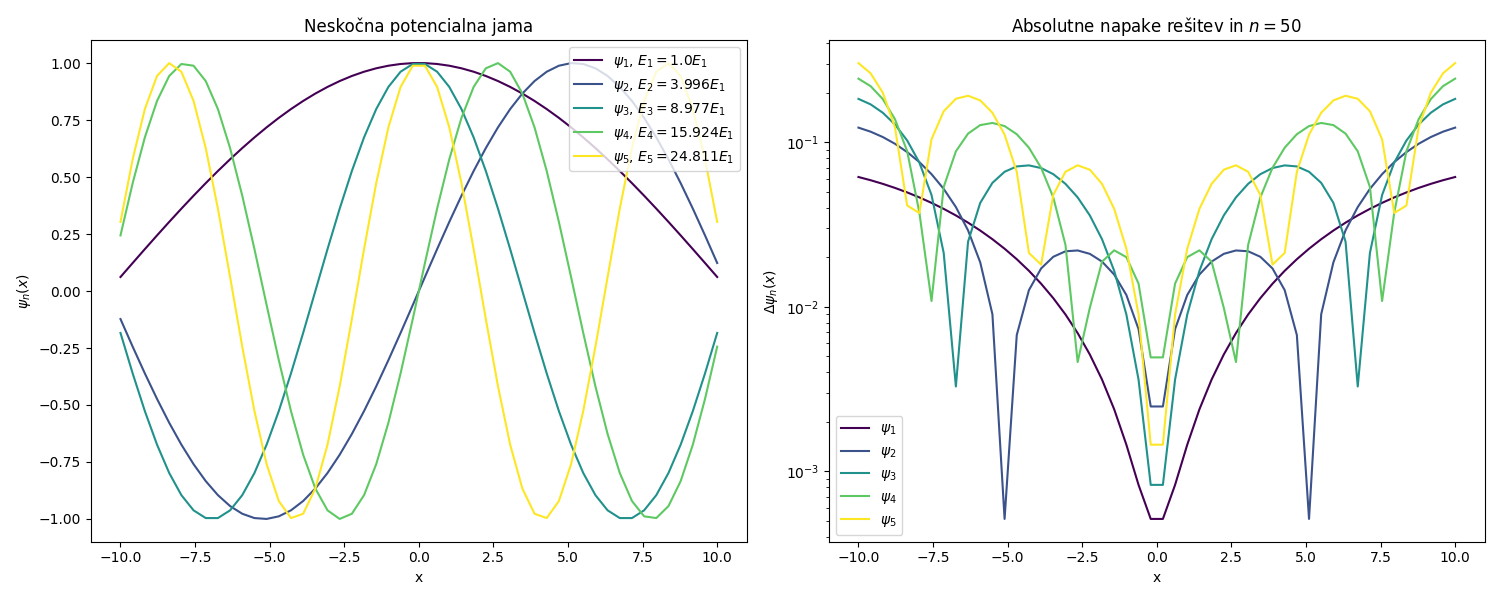 Neskočna potencialna jama
ψ₁, E₁ = 1.0E₁
ψ₂, E₂ = 3.996E₁
ψ₃, E₃ = 8.977E₁
ψ₄, E₄ = 15.924E₁
ψ₅, E₅ = 24.811E₁
1.00
0.75
0.50
0.25
0.00
−0.25
−0.50
−0.75
−1.00
ψₙ(x)
−10.0 −7.5 −5.0 −2.5 0.0 2.5 5.0 7.5 10.0
x
Absolutne napake rešitev in n = 50
10⁻¹
10⁻²
10⁻³
Δψₙ(x)
ψ₁
ψ₂
ψ₃
ψ₄
ψ₅
−10.0 −7.5 −5.0 −2.5 0.0 2.5 5.0 7.5 10.0
x